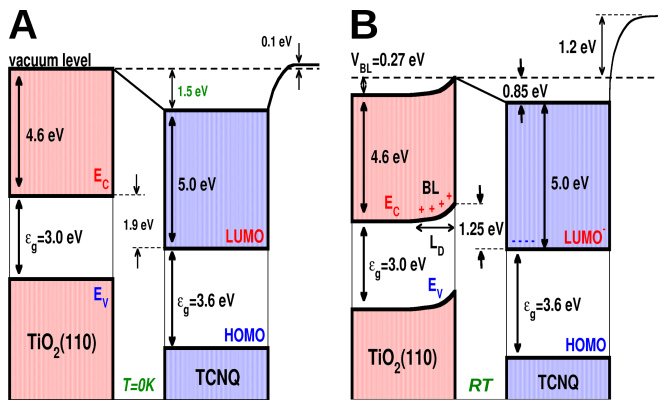 A
vacuum level
0.1 eV
1.5 eV
4.6 eV
5.0 eV
E_C
1.9 eV
LUMO
ε_g=3.0 eV
E_V
ε_g=3.6 eV
HOMO
TiO₂(110)
T=0K
TCNQ
B
V_BL=0.27 eV
1.2 eV
0.85 eV
4.6 eV
5.0 eV
BL
+ + + +
E_C
1.25 eV
LUMO⁻
L_D
-----
ε_g=3.0 eV
E_V
ε_g=3.6 eV
HOMO
TiO₂(110)
RT
TCNQ